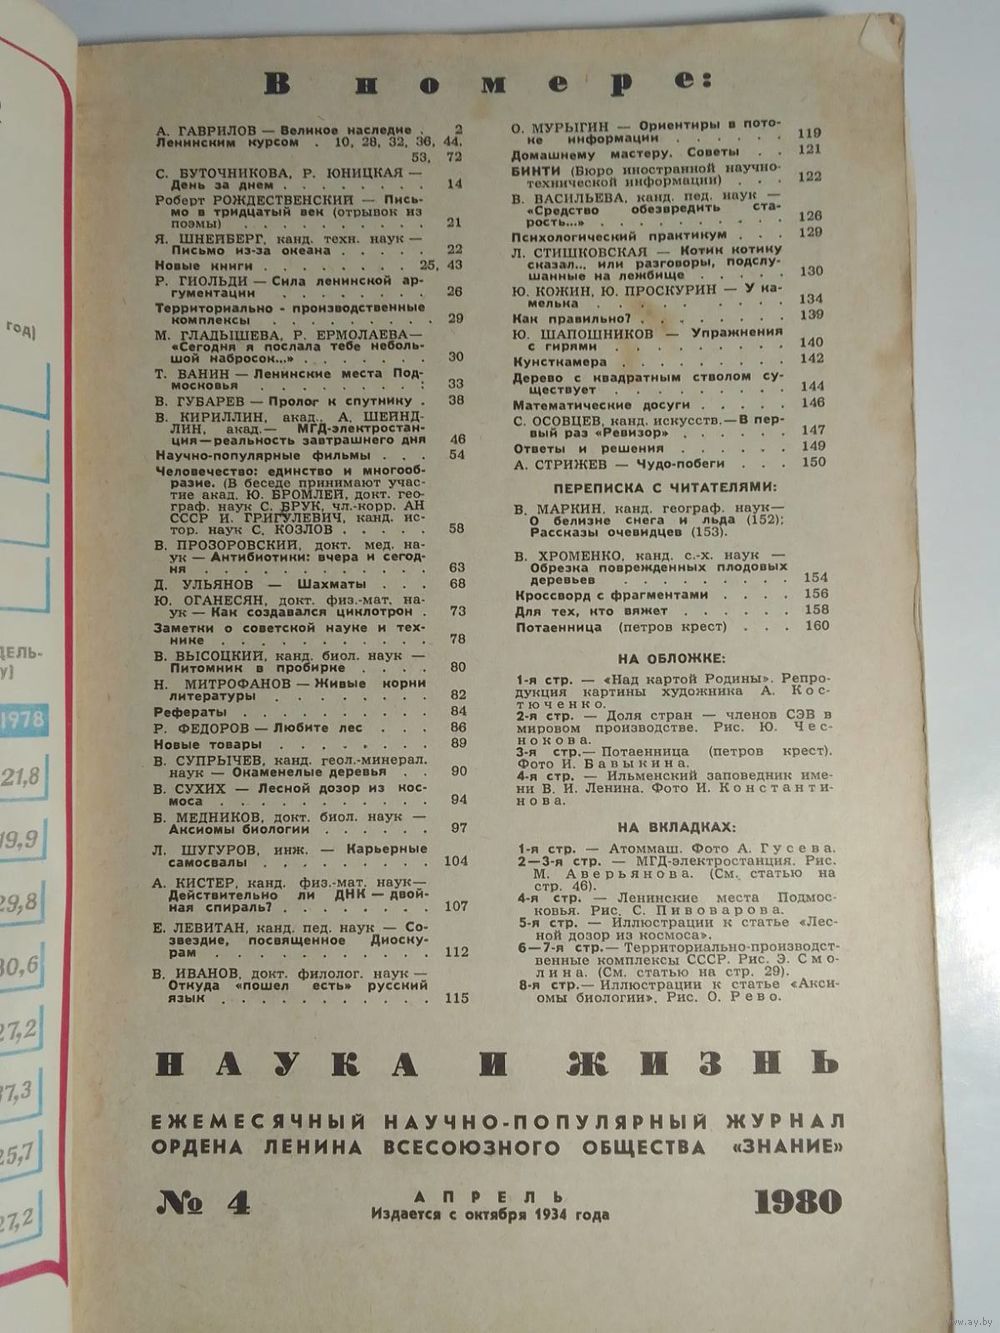 В номере:
А. ГАВРИЛОВ — Великое наследие . 2
Ленинским курсом . 10, 28, 32, 36, 44,
53, 72
С. БУТОЧНИКОВА, Р. ЮНИЦКАЯ —
День за днем . . . . . . . . 14
Роберт РОЖДЕСТВЕНСКИЙ — Пись-
мо в тридцатый век (отрывок из
поэмы) . . . . . . . . . . 21
Я. ШНЕЙБЕРГ, канд. техн. наук —
Письмо из-за океана . . . . . 22
Новые книги . . . . . . . . 25, 43
Р. ГИОЛЬДИ — Сила ленинской ар-
гументации . . . . . . . . 26
Территориально - производственные
комплексы . . . . . . . . . 29
М. ГЛАДЫШЕВА, Р. ЕРМОЛАЕВА—
«Сегодня я послала тебе неболь-
шой набросок...» . . . . . . . 30
Т. ВАНИН — Ленинские места Под-
московья . . . . . . . . : 33
В. ГУБАРЕВ — Пролог к спутнику . 38
В. КИРИЛЛИН, акад., А. ШЕИНД-
ЛИН, акад.— МГД-электростан-
ция—реальность завтрашнего дня 46
Научно-популярные фильмы . . . 54
Человечество: единство и многооб-
разие. (В беседе принимают учас-
тие акад. Ю. БРОМЛЕЙ, докт. гео-
граф. наук С. БРУК, чл.-корр. АН
СССР И. ГРИГУЛЕВИЧ, канд. ис-
тор. наук С. КОЗЛОВ . . . . . 58
В. ПРОЗОРОВСКИЙ, докт. мед. на-
ук — Антибиотики: вчера и сегод-
ня . . . . . . . . . . . 63
Д. УЛЬЯНОВ — Шахматы . . . 68
Ю. ОГАНЕСЯН, докт. физ.-мат. на-
ук — Как создавался циклотрон . 73
Заметки о советской науке и тех-
нике . . . . . . . . . . 78
В. ВЫСОЦКИЙ, канд. биол. наук —
Питомник в пробирке . . . . 80
Н. МИТРОФАНОВ — Живые корни
литературы . . . . . . . . 82
Рефераты . . . . . . . . . 84
Р. ФЕДОРОВ — Любите лес . . . 86
Новые товары . . . . . . . . 89
В. СУПРЫЧЕВ, канд. геол.-минерал.
наук — Окаменелые деревья . . 90
В. СУХИХ — Лесной дозор из кос-
моса . . . . . . . . . . . 94
Б. МЕДНИКОВ, докт. биол. наук —
Аксиомы биологии . . . . . . 97
Л. ШУГУРОВ, инж. — Карьерные
самосвалы . . . . . . . . . 104
А. КИСТЕР, канд. физ.-мат. наук—
Действительно ли ДНК — двой-
ная спираль? . . . . . . . . 107
Е. ЛЕВИТАН, канд. пед. наук — Со-
звездие, посвященное Диоску-
рам . . . . . . . . . . . 112
В. ИВАНОВ, докт. филолог. наук —
Откуда «пошел есть» русский
язык . . . . . . . . . . . 115
О. МУРЫГИН — Ориентиры в пото-
ке информации . . . . . . 119
Домашнему мастеру. Советы . . 121
БИНТИ (Бюро иностранной научно-
технической информации) . . . 122
В. ВАСИЛЬЕВА, канд. пед. наук —
«Средство обезвредить ста-
рость...» . . . . . . . . . 126
Психологический практикум . . . 129
Л. СТИШКОВСКАЯ — Котик котику
сказал... или разговоры, подслу-
шанные на лежбище . . . . . 130
Ю. КОЖИН, Ю. ПРОСКУРИН — У ка-
мелька . . . . . . . . . . 134
Как правильно? . . . . . . . 139
Ю. ШАПОШНИКОВ — Упражнения
с гирями . . . . . . . . . 140
Кунсткамера . . . . . . . . 142
Дерево с квадратным стволом су-
ществует . . . . . . . . . 144
Математические досуги . . . . . 146
С. ОСОВЦЕВ, канд. искусств.—В пер-
вый раз «Ревизор» . . . . . . 147
Ответы и решения . . . . . . 149
А. СТРИЖЕВ — Чудо-побеги . . . 150
ПЕРЕПИСКА С ЧИТАТЕЛЯМИ:
В. МАРКИН, канд. географ. наук—
О белизне снега и льда (152);
Рассказы очевидцев (153).
В. ХРОМЕНКО, канд. с.-х. наук —
Обрезка поврежденных плодовых
деревьев . . . . . . . . . 154
Кроссворд с фрагментами . . . . 156
Для тех, кто вяжет . . . . . . 158
Потаенница (петров крест) . . . 160
НА ОБЛОЖКЕ:
1-я стр. — «Над картой Родины». Репро-
дукция картины художника А. Кос-
тюченко.
2-я стр. — Доля стран — членов СЭВ в
мировом производстве. Рис. Ю. Чес-
нокова.
3-я стр.— Потаенница (петров крест).
Фото И. Бавыкина.
4-я стр. — Ильменский заповедник име-
ни В. И. Ленина. Фото И. Константи-
нова.
НА ВКЛАДКАХ:
1-я стр. — Атоммаш. Фото А. Гусева.
2—3-я стр. — МГД-электростанция. Рис.
М. Аверьянова. (См. статью на
стр. 46).
4-я стр. — Ленинские места Подмос-
ковья. Рис. С. Пивоварова.
5-я стр. — Иллюстрации к статье «Лес-
ной дозор из космоса».
6—7-я стр.— Территориально-производст-
венные комплексы СССР. Рис. Э. Смо-
лина. (См. статью на стр. 29).
8-я стр.— Иллюстрации к статье «Акси-
омы биологии». Рис. О. Рево.
НАУКА И ЖИЗНЬ
ЕЖЕМЕСЯЧНЫЙ НАУЧНО-ПОПУЛЯРНЫЙ ЖУРНАЛ
ОРДЕНА ЛЕНИНА ВСЕСОЮЗНОГО ОБЩЕСТВА «ЗНАНИЕ»
№ 4
АПРЕЛЬ
Издается с октября 1934 года
1980
год)
ДЕЛЬ-
У)
1978
21,8
19,9
29,8
30,6
27,2
37,3
25,7
27,2
www.ay.by